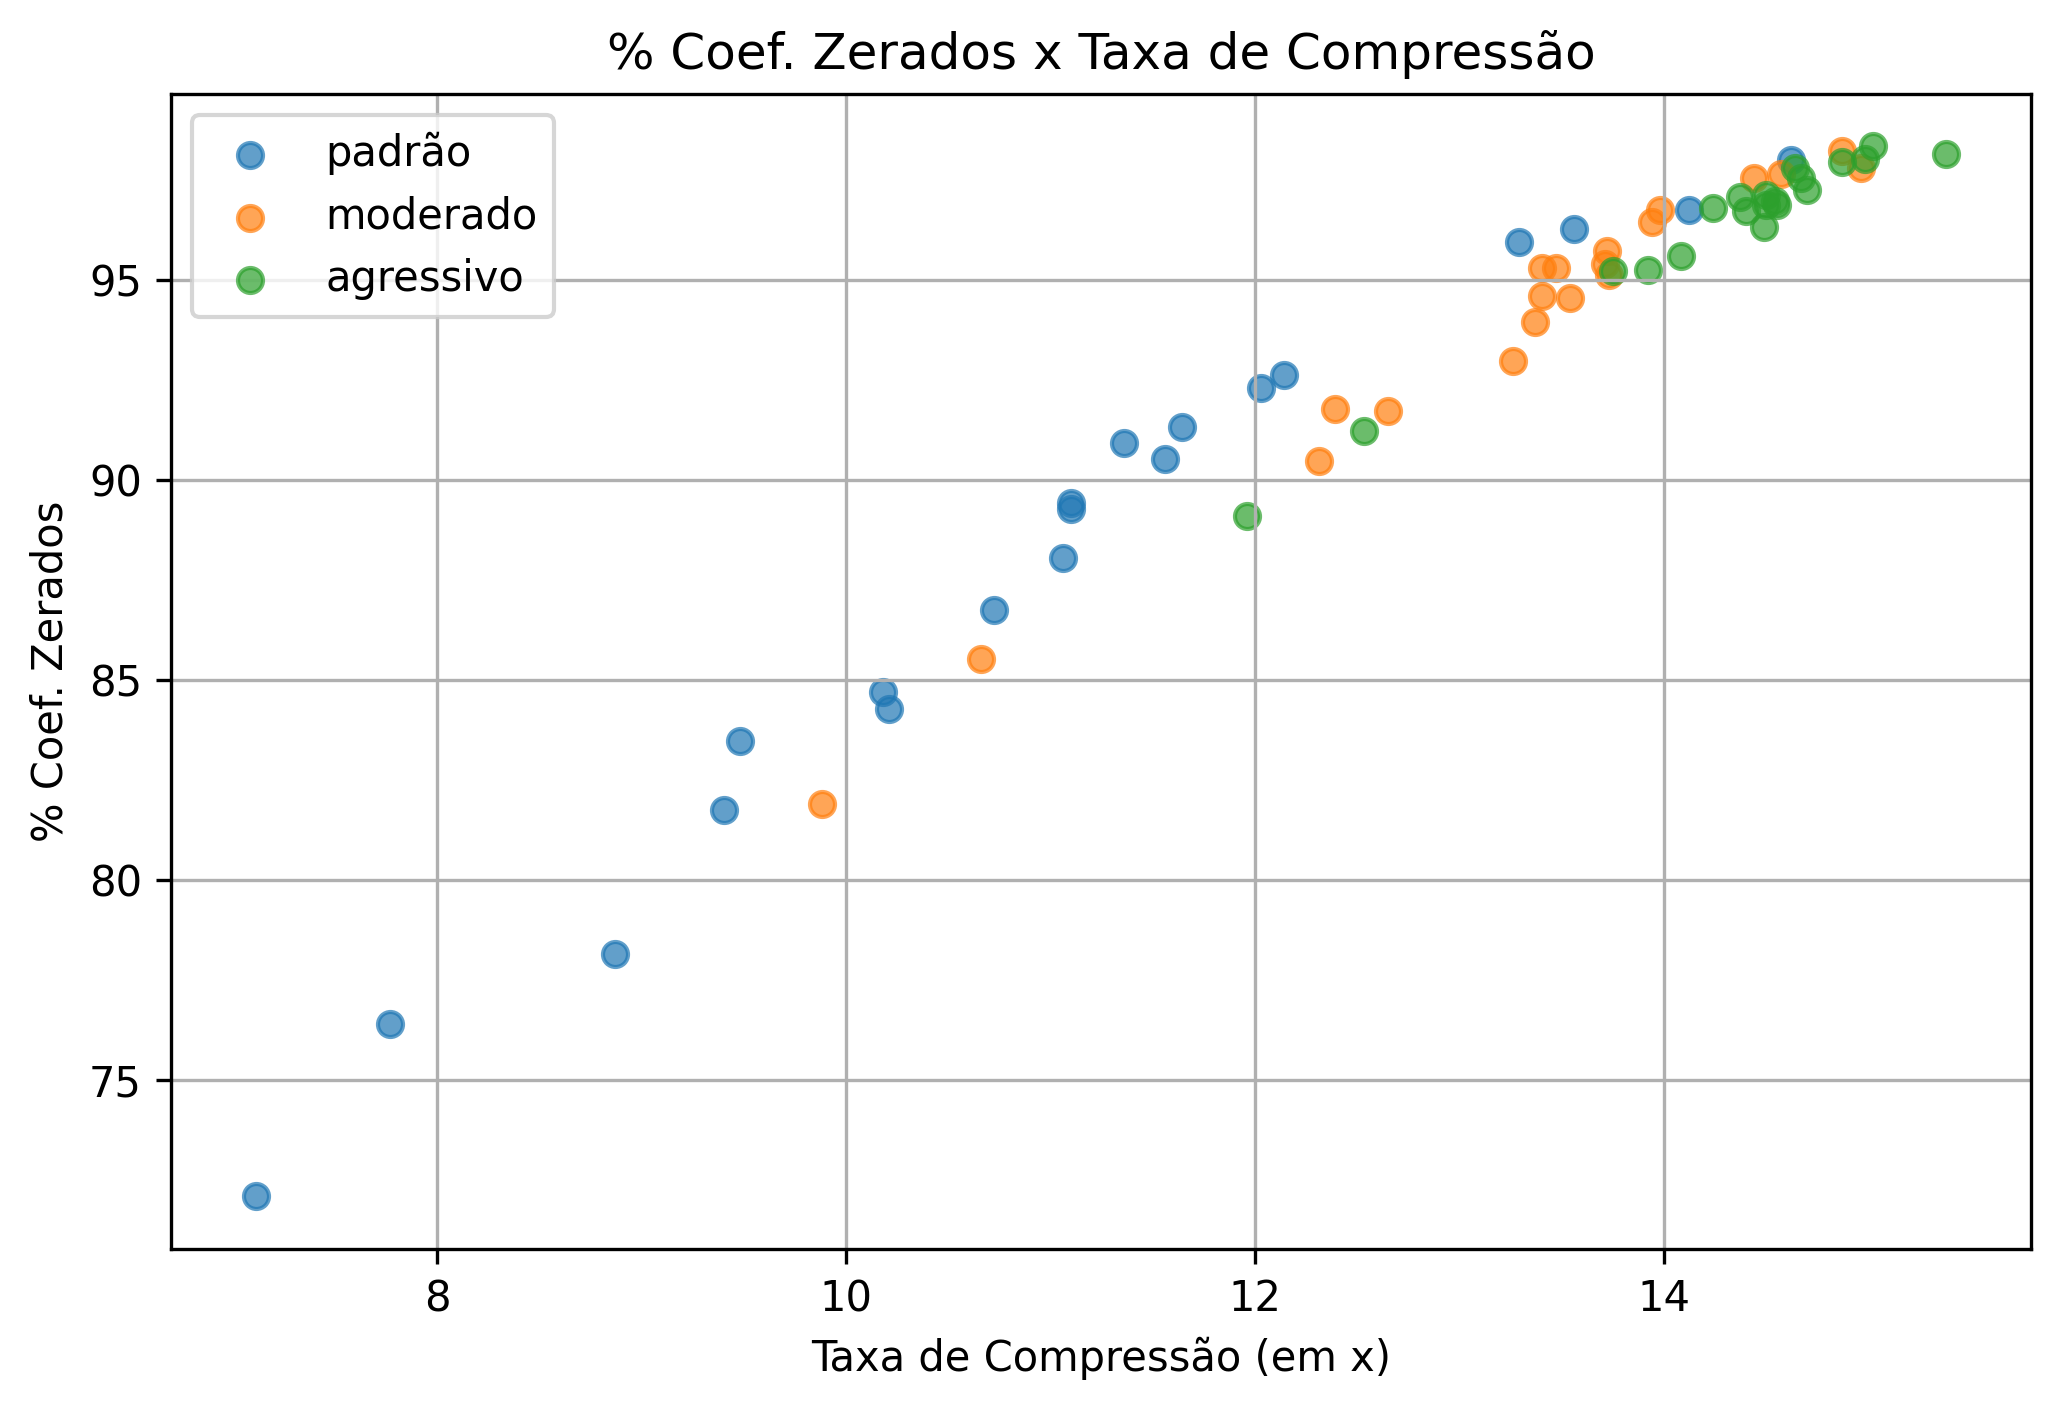 % Coef. Zerados x Taxa de Compressão
padrão
moderado
agressivo
% Coef. Zerados
95
90
85
80
75
8 10 12 14
Taxa de Compressão (em x)